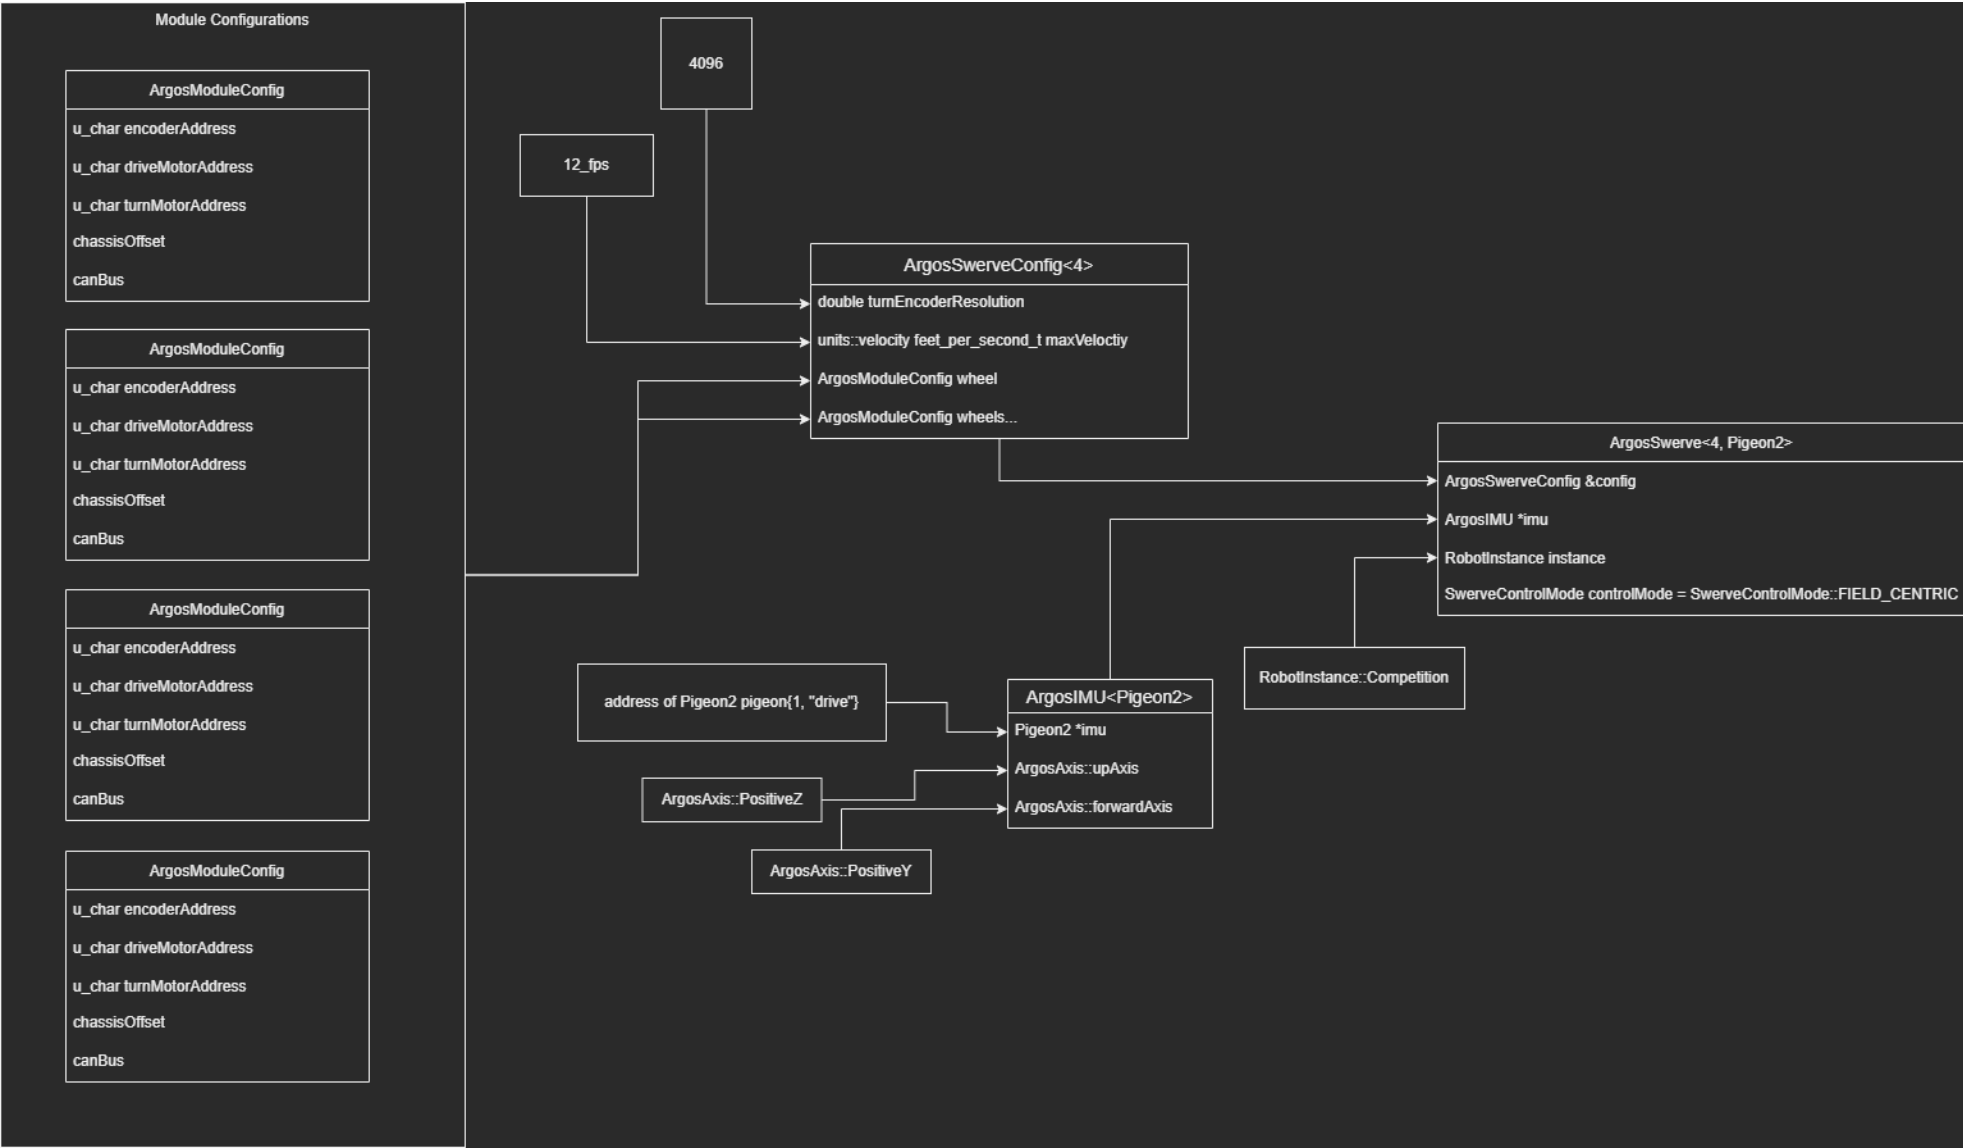 Module Configurations
ArgosModuleConfig
u_char encoderAddress
u_char driveMotorAddress
u_char turnMotorAddress
chassisOffset
canBus
ArgosModuleConfig
u_char encoderAddress
u_char driveMotorAddress
u_char turnMotorAddress
chassisOffset
canBus
ArgosModuleConfig
u_char encoderAddress
u_char driveMotorAddress
u_char turnMotorAddress
chassisOffset
canBus
ArgosModuleConfig
u_char encoderAddress
u_char driveMotorAddress
u_char turnMotorAddress
chassisOffset
canBus
4096
12_fps
ArgosSwerveConfig<4>
double turnEncoderResolution
units::velocity feet_per_second_t maxVeloctiy
ArgosModuleConfig wheel
ArgosModuleConfig wheels...
ArgosSwerve<4, Pigeon2>
ArgosSwerveConfig &config
ArgosIMU *imu
RobotInstance instance
SwerveControlMode controlMode = SwerveControlMode::FIELD_CENTRIC
RobotInstance::Competition
address of Pigeon2 pigeon{1, "drive"}
ArgosIMU<Pigeon2>
Pigeon2 *imu
ArgosAxis::upAxis
ArgosAxis::forwardAxis
ArgosAxis::PositiveZ
ArgosAxis::PositiveY